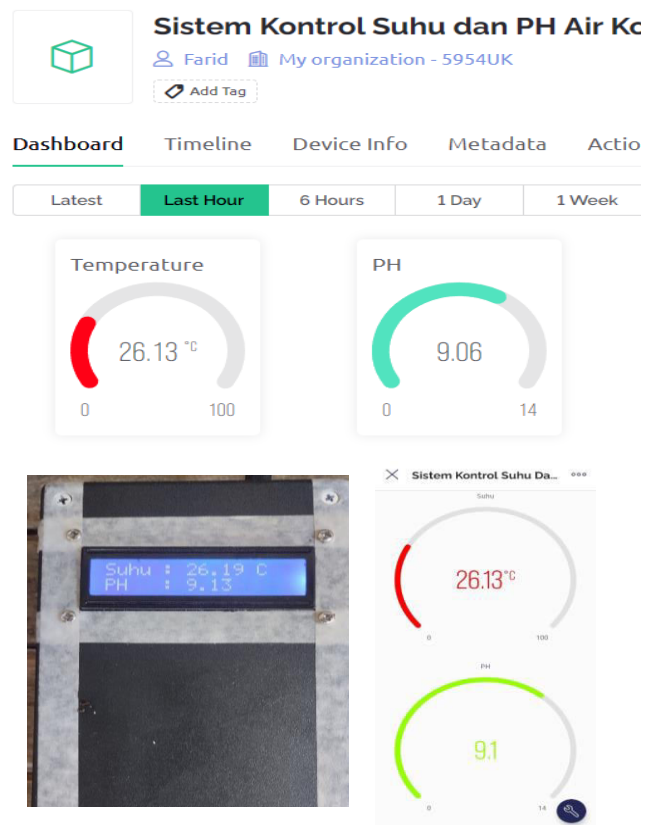 Sistem Kontrol Suhu dan PH Air Ko
Farid My organization - 5954UK
Add Tag
Dashboard Timeline Device Info Metadata Actio
Latest Last Hour 6 Hours 1 Day 1 Week
Temperature
26.13 °C
0 100
PH
9.06
0 14
Suhu : 26.19 C
PH : 9.13
Sistem Kontrol Suhu Da...
Suhu
26.13°C
0 100
PH
9.1
0 14